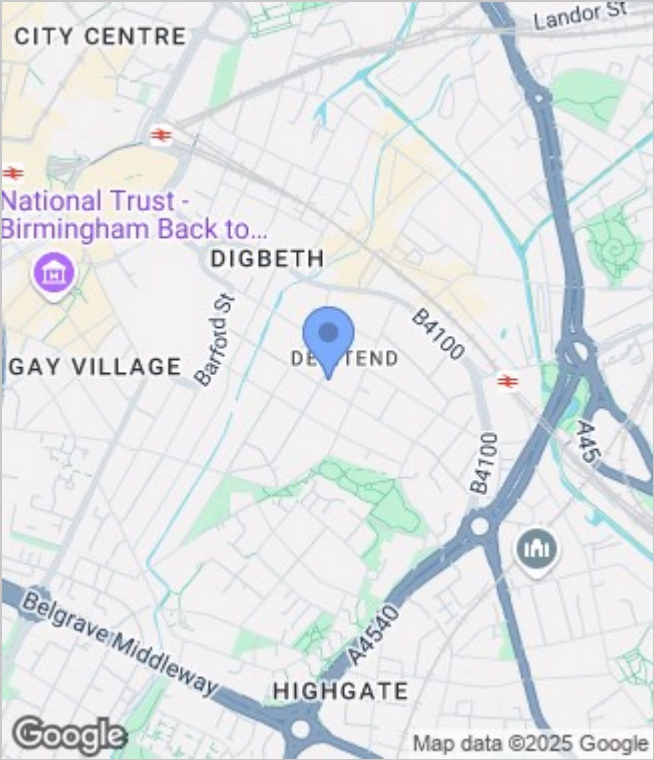 Landor St
CITY CENTRE
National Trust -
Birmingham Back to...
DIGBETH
Barford St
B4100
GAY VILLAGE
B4100
A45
Belgrave Middleway
A4540
HIGHGATE
Google
Map data ©2025 Google